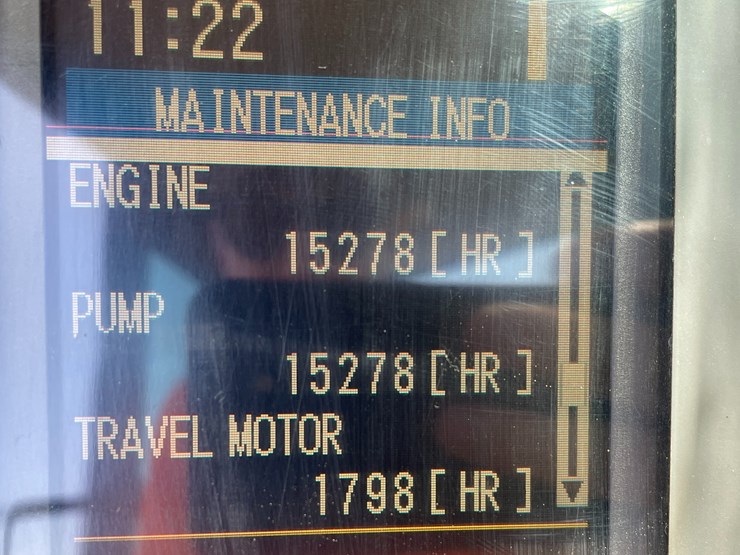 11:22
MAINTENANCE INFO
ENGINE
15278[HR]
PUMP
15278[HR]
TRAVEL MOTOR
1798[HR]